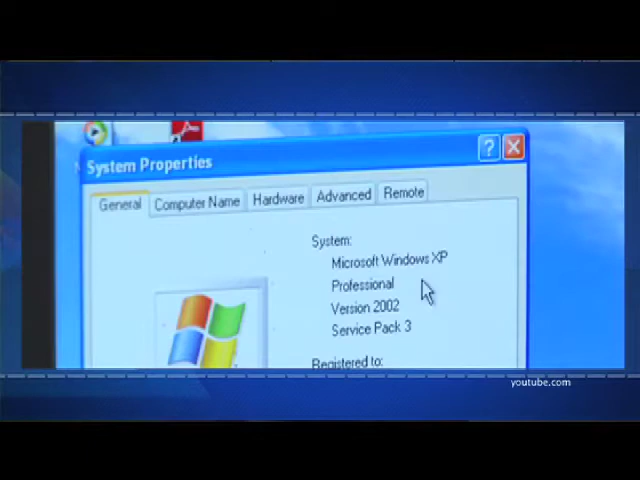 System Properties
General Computer Name Hardware Advanced Remote
System:
Microsoft Windows XP
Professional
Version 2002
Service Pack 3
Registered to:
youtube.com